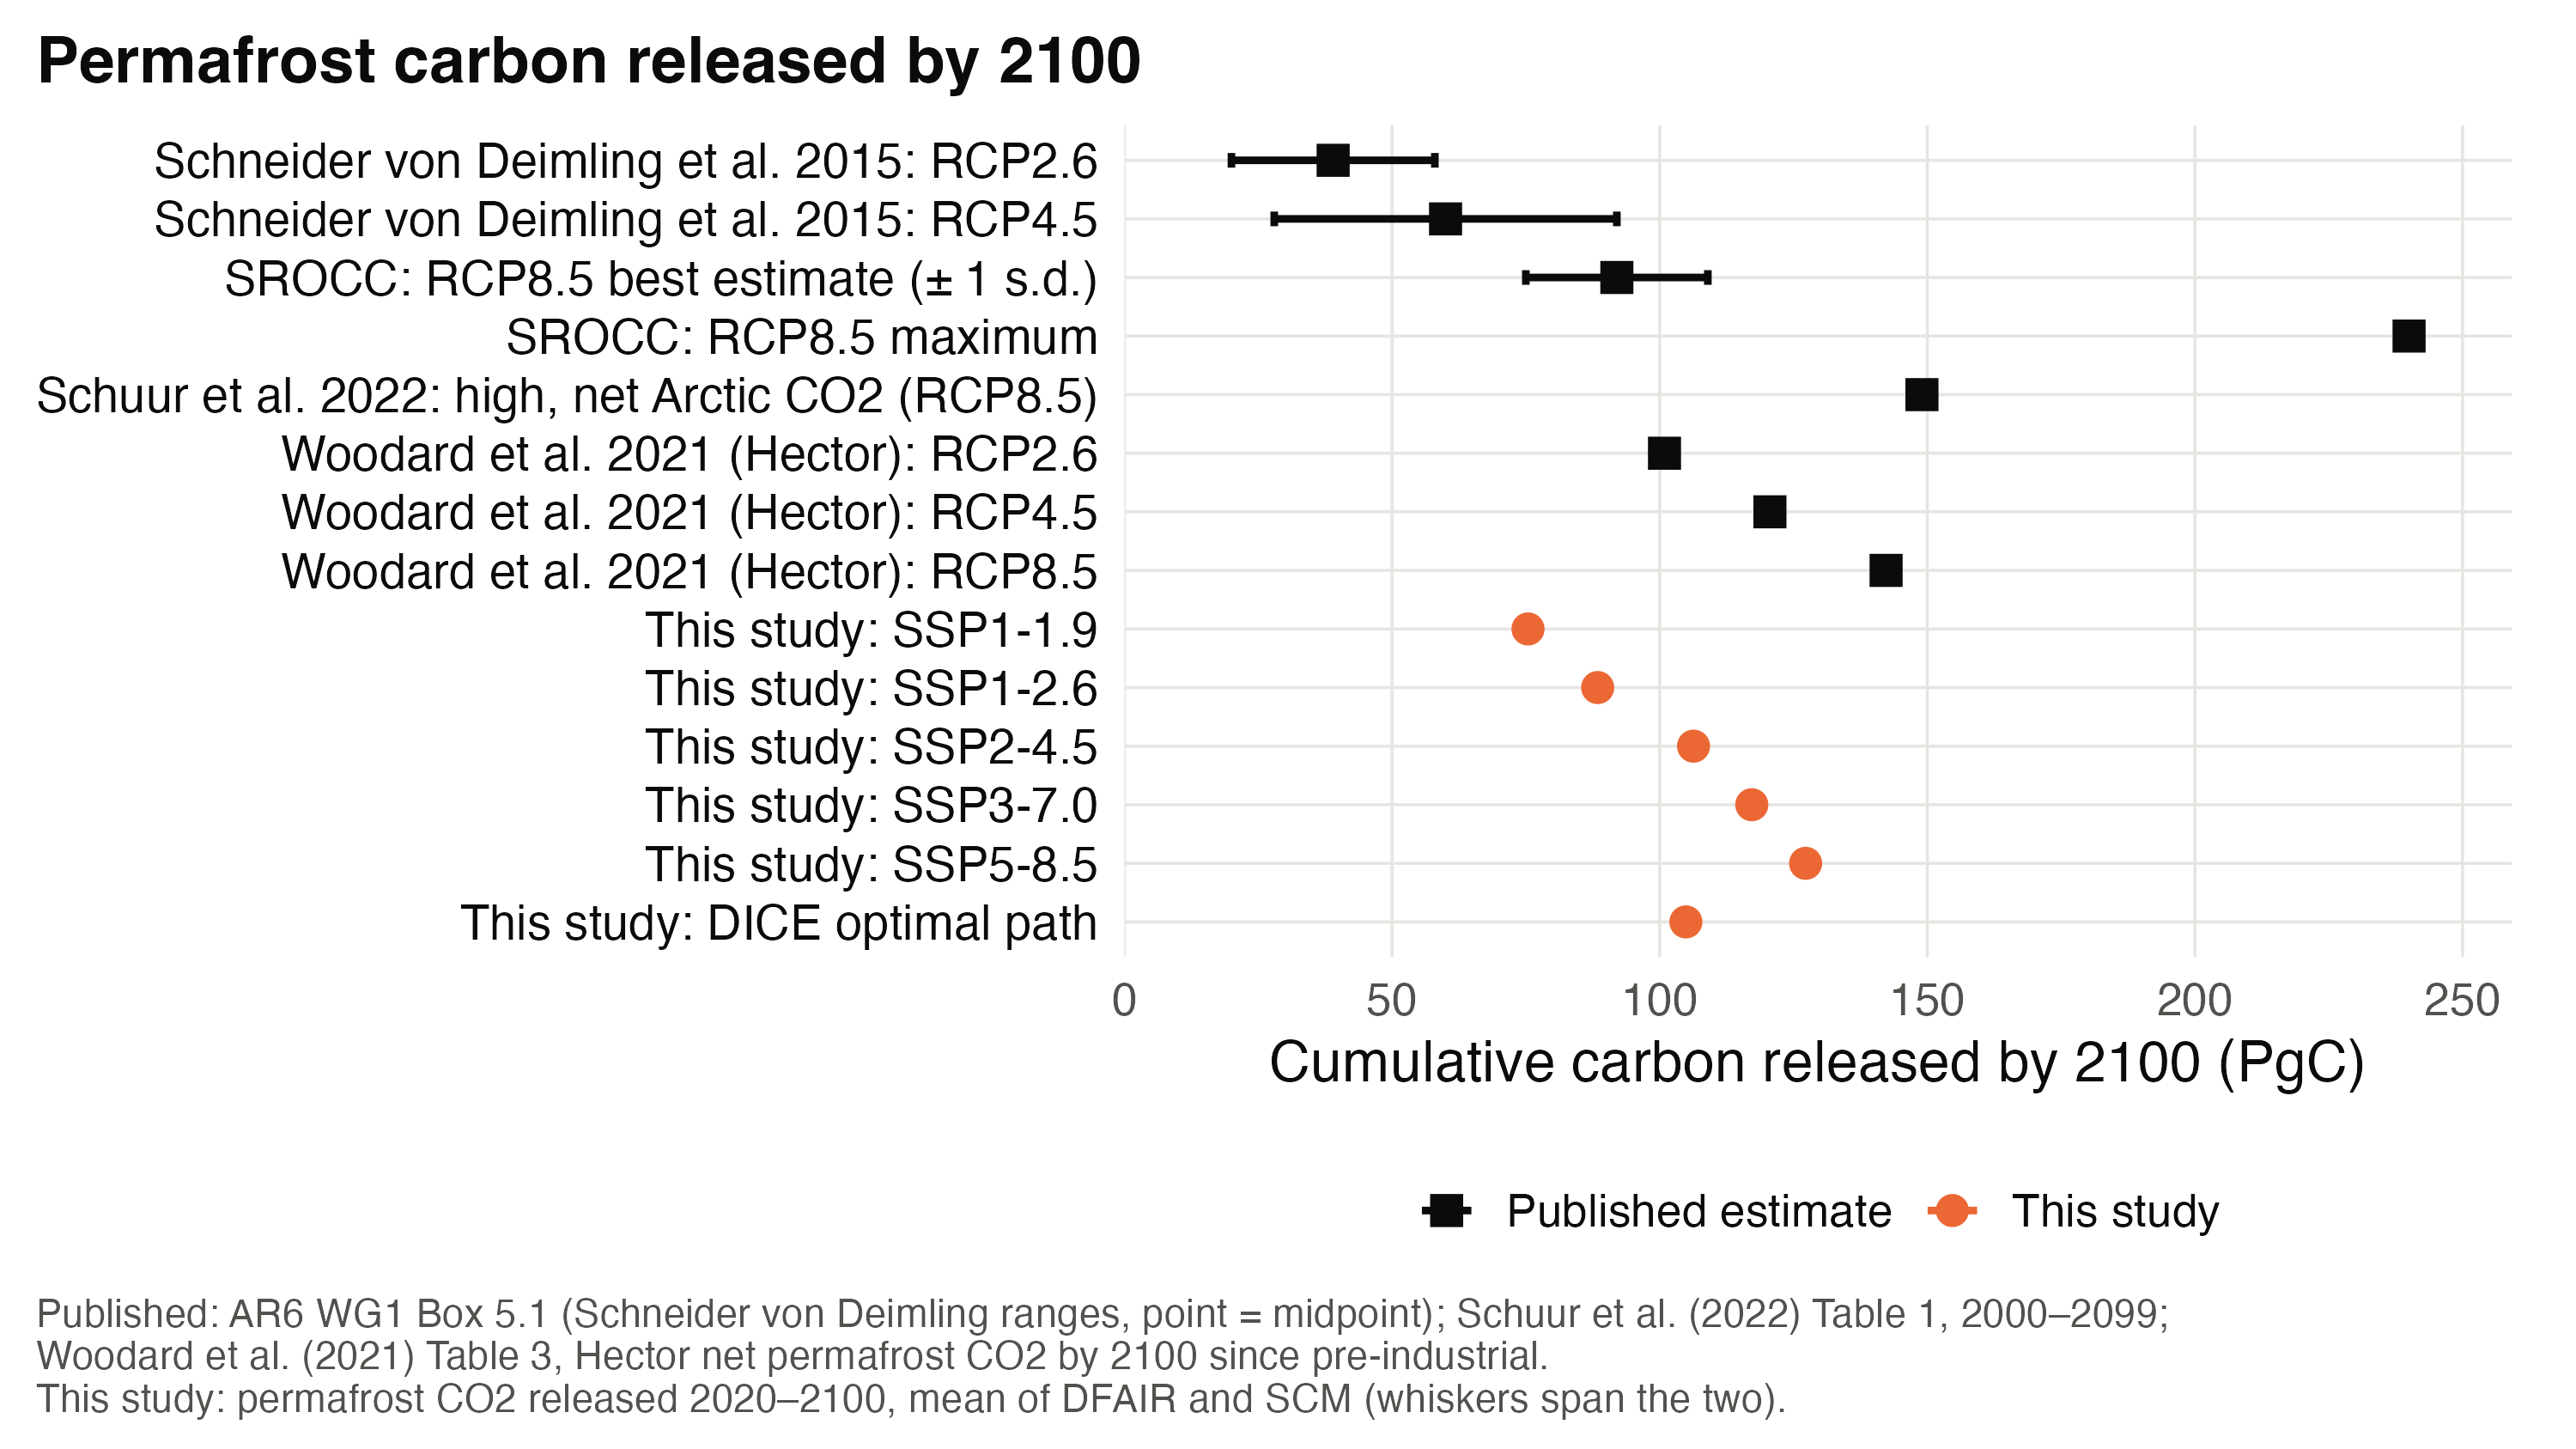 Permafrost carbon released by 2100
Schneider von Deimling et al. 2015: RCP2.6
Schneider von Deimling et al. 2015: RCP4.5
SROCC: RCP8.5 best estimate (± 1 s.d.)
SROCC: RCP8.5 maximum
Schuur et al. 2022: high, net Arctic CO2 (RCP8.5)
Woodard et al. 2021 (Hector): RCP2.6
Woodard et al. 2021 (Hector): RCP4.5
Woodard et al. 2021 (Hector): RCP8.5
This study: SSP1-1.9
This study: SSP1-2.6
This study: SSP2-4.5
This study: SSP3-7.0
This study: SSP5-8.5
This study: DICE optimal path
0 50 100 150 200 250
Cumulative carbon released by 2100 (PgC)
Published estimate This study
Published: AR6 WG1 Box 5.1 (Schneider von Deimling ranges, point = midpoint); Schuur et al. (2022) Table 1, 2000–2099;
Woodard et al. (2021) Table 3, Hector net permafrost CO2 by 2100 since pre-industrial.
This study: permafrost CO2 released 2020–2100, mean of DFAIR and SCM (whiskers span the two).